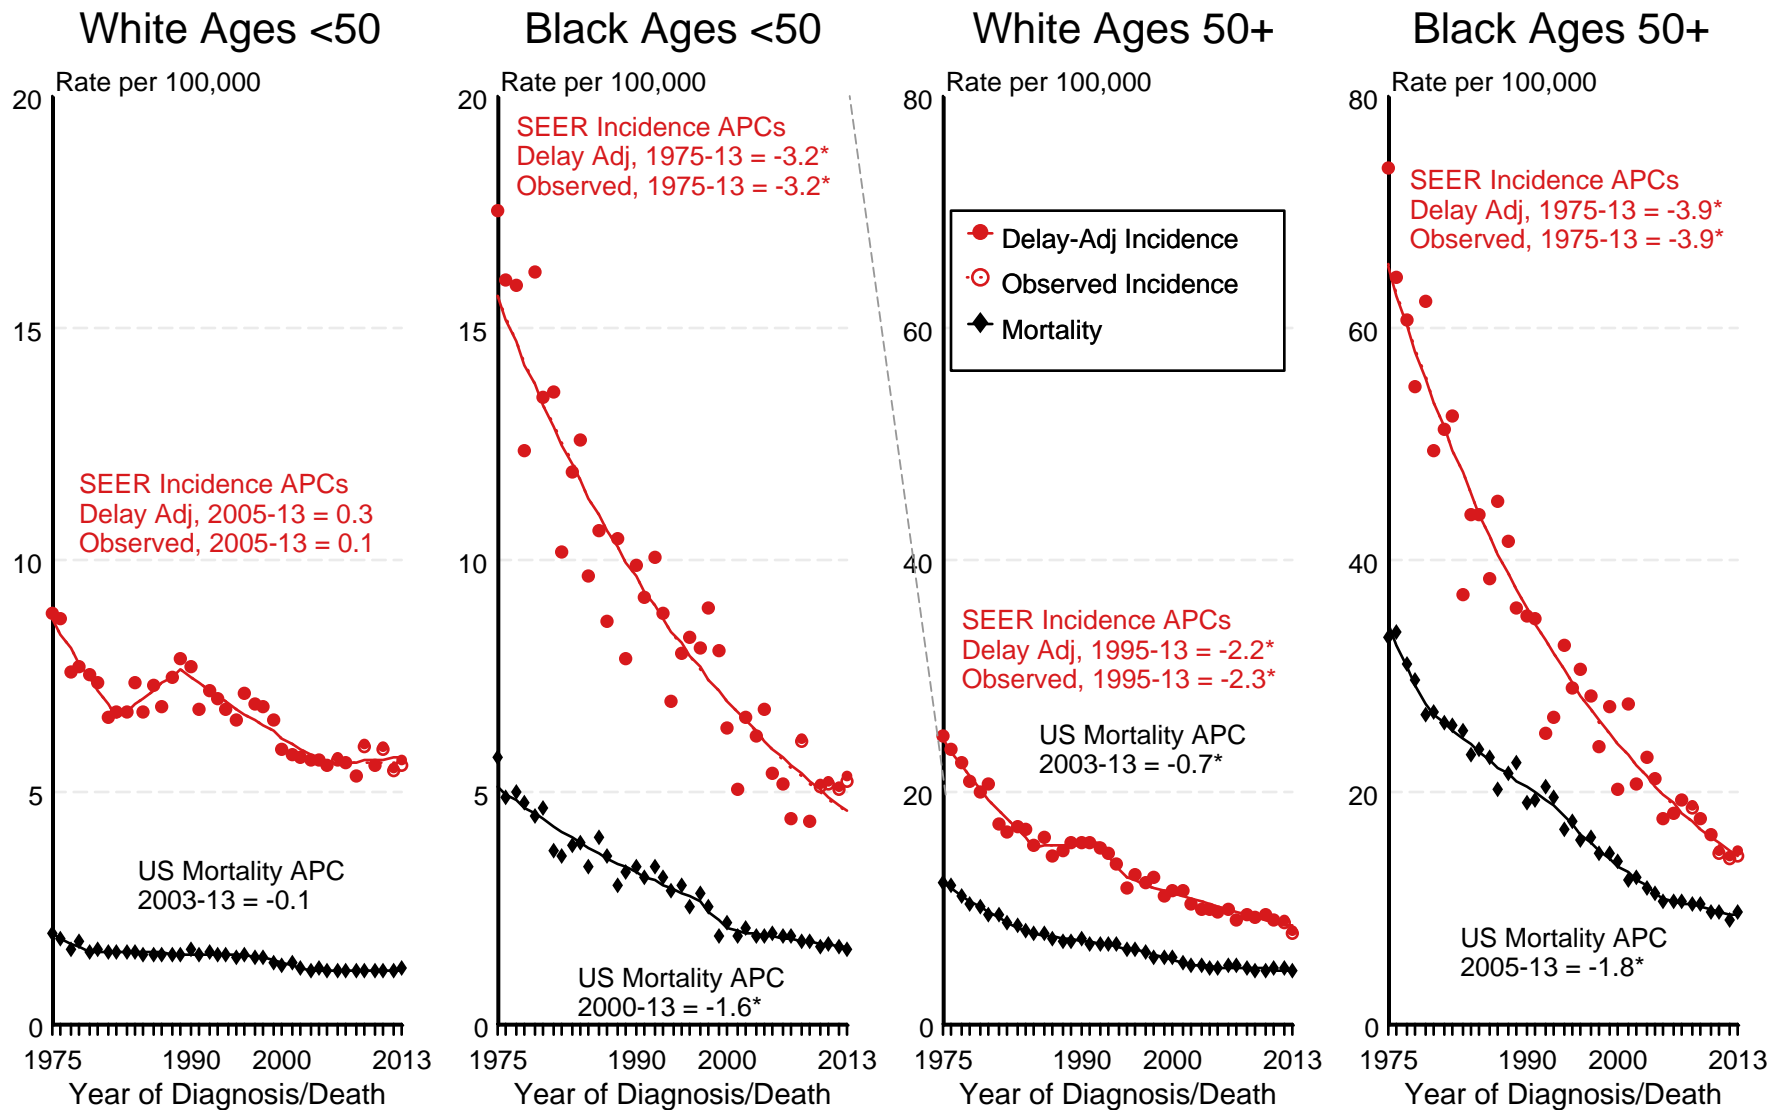 White Ages <50
Rate per 100,000
20
15
10
5
0
SEER Incidence APCs
Delay Adj, 2005-13 = 0.3
Observed, 2005-13 = 0.1
US Mortality APC
2003-13 = -0.1
1975
1990
2000
2013
Year of Diagnosis/Death
Black Ages <50
Rate per 100,000
20
15
10
5
0
SEER Incidence APCs
Delay Adj, 1975-13 = -3.2*
Observed, 1975-13 = -3.2*
US Mortality APC
2000-13 = -1.6*
1975
1990
2000
2013
Year of Diagnosis/Death
White Ages 50+
Rate per 100,000
80
60
40
20
0
Delay-Adj Incidence
Observed Incidence
Mortality
SEER Incidence APCs
Delay Adj, 1995-13 = -2.2*
Observed, 1995-13 = -2.3*
US Mortality APC
2003-13 = -0.7*
1975
1990
2000
2013
Year of Diagnosis/Death
Black Ages 50+
Rate per 100,000
80
60
40
20
0
SEER Incidence APCs
Delay Adj, 1975-13 = -3.9*
Observed, 1975-13 = -3.9*
US Mortality APC
2005-13 = -1.8*
1975
1990
2000
2013
Year of Diagnosis/Death